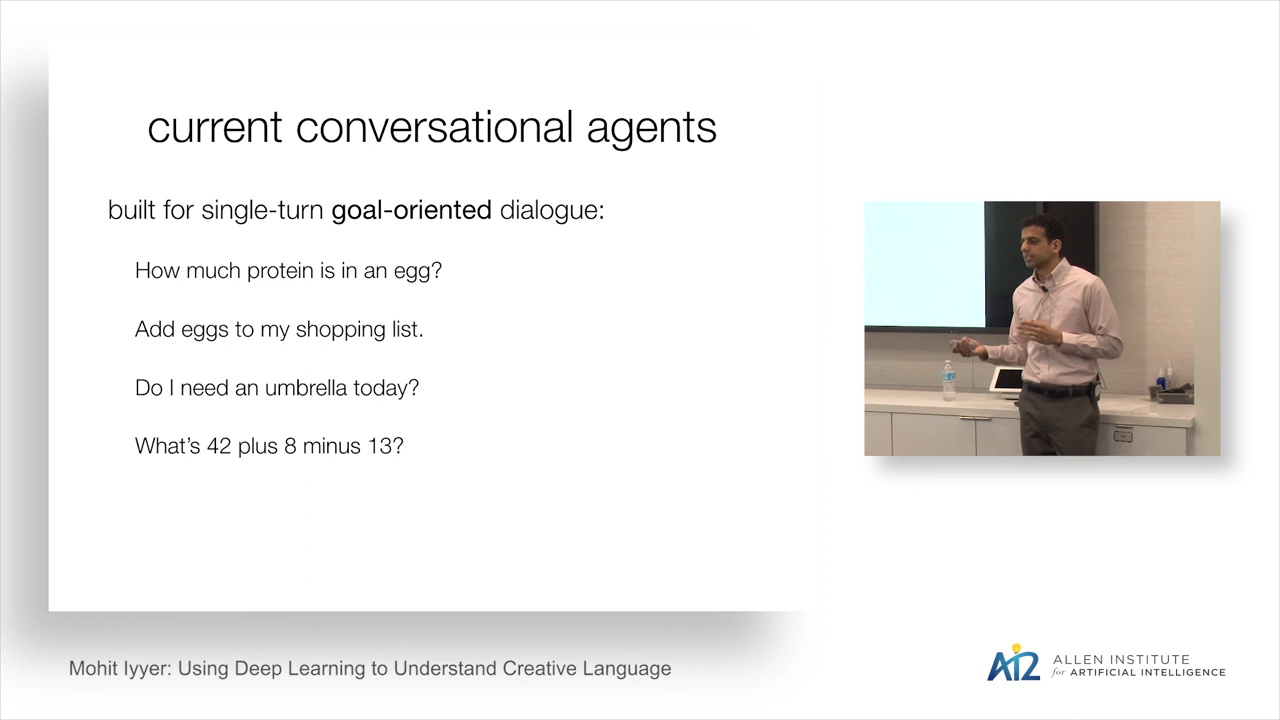 current conversational agents
built for single-turn goal-oriented dialogue:
How much protein is in an egg?
Add eggs to my shopping list.
Do I need an umbrella today?
What's 42 plus 8 minus 13?
Mohit Iyyer: Using Deep Learning to Understand Creative Language
AI2 ALLEN INSTITUTE
for ARTIFICIAL INTELLIGENCE